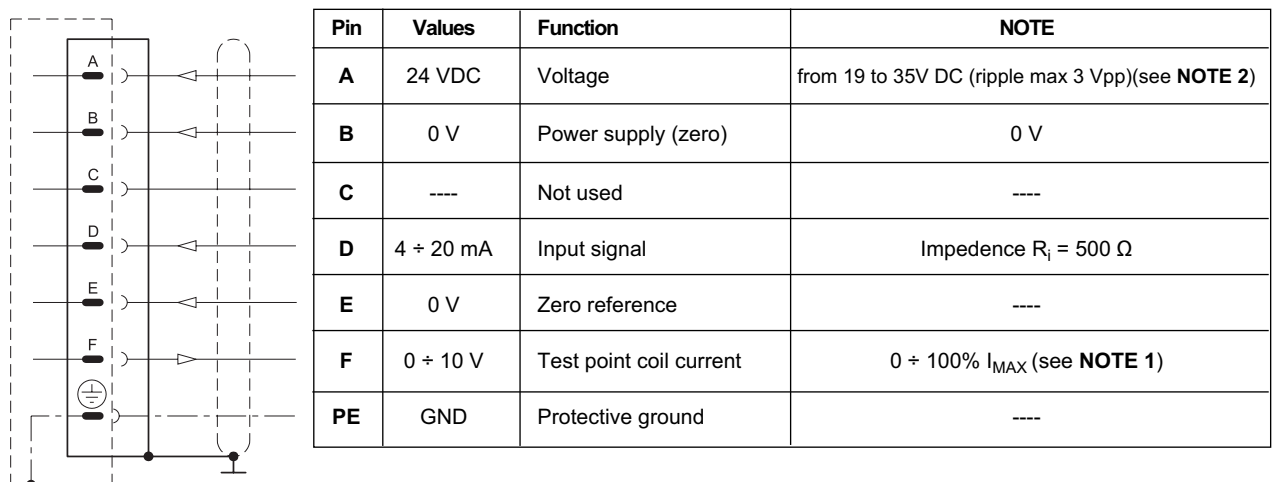 A
B
C
D
E
F
Pin Values Function NOTE
A 24 VDC Voltage from 19 to 35V DC (ripple max 3 Vpp)(see NOTE 2)
B 0 V Power supply (zero) 0 V
C ---- Not used ----
D 4 ÷ 20 mA Input signal Impedence Ri = 500 Ω
E 0 V Zero reference ----
F 0 ÷ 10 V Test point coil current 0 ÷ 100% IMAX (see NOTE 1)
PE GND Protective ground ----